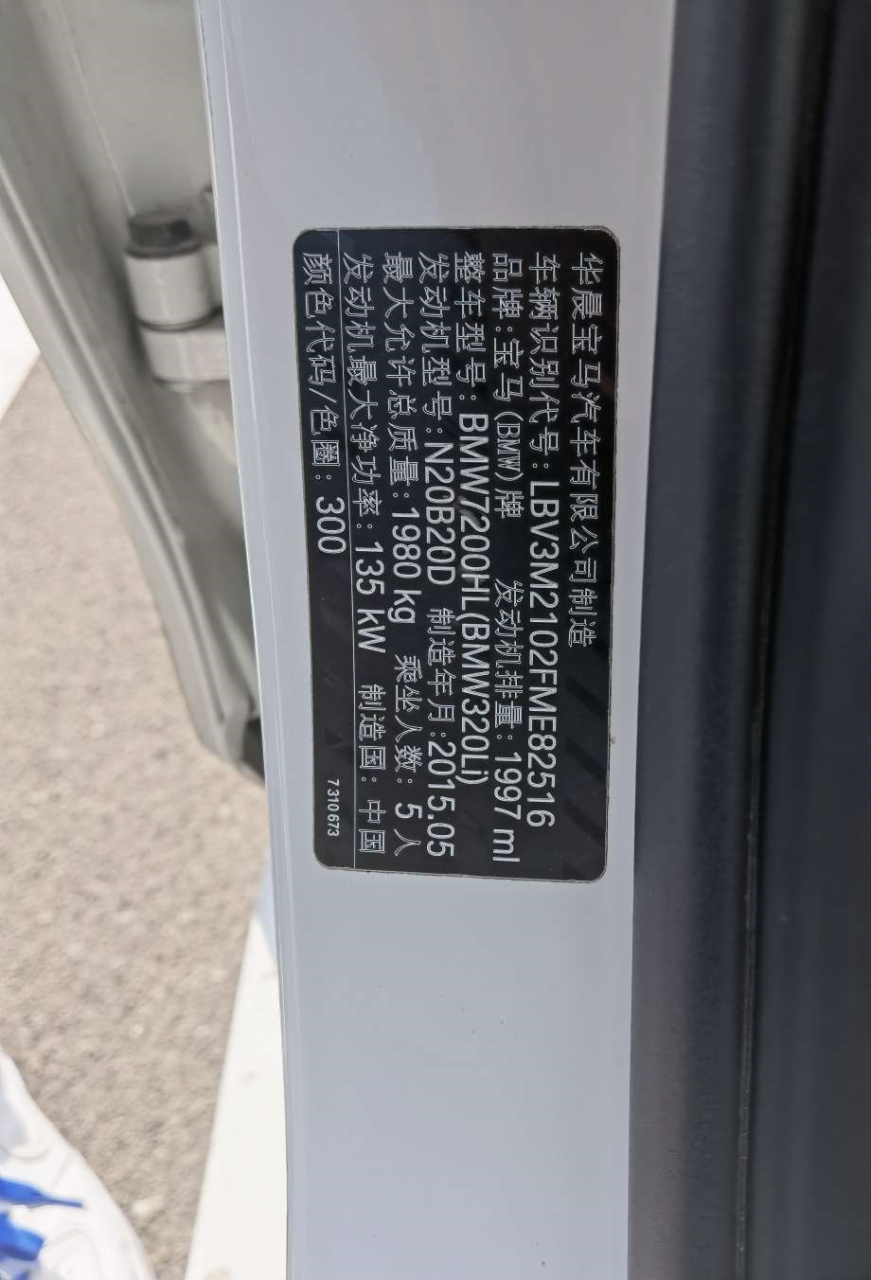 华晨宝马汽车有限公司制造
车辆识别代号: LBV3M2102FME82516
品牌: 宝马(BMW)牌 发动机排量: 1997 ml
整车型号: BMW7200HL(BMW320Li)
发动机型号: N20B20D 制造年月: 2015.05
最大允许总质量: 1980 kg 乘坐人数: 5 人
发动机最大净功率: 135 kW 制造国: 中国
颜色代码/色圈: 300
7310673